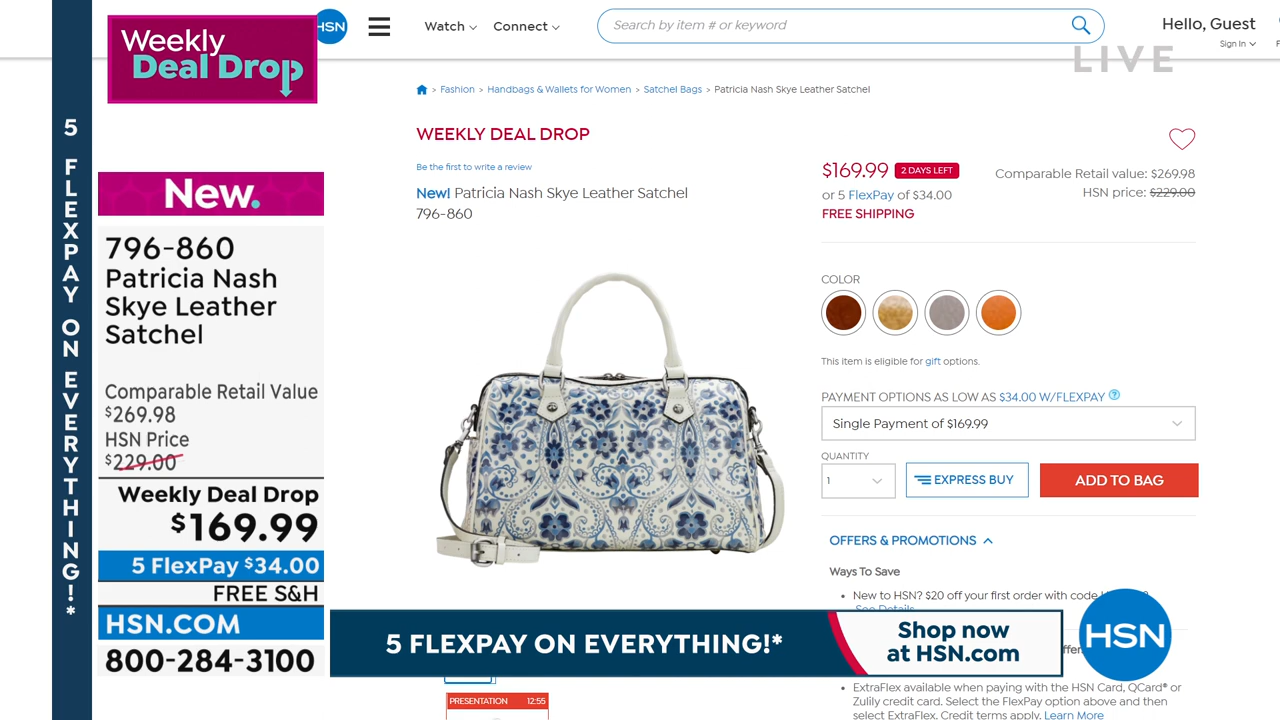 5 FLEXPAY ON EVERYTHING!*
Weekly
Deal Drop
HSN
Watch
Connect
Search by item # or keyword
Hello, Guest
Sign In
LIVE
Fashion > Handbags & Wallets for Women > Satchel Bags > Patricia Nash Skye Leather Satchel
New.
796-860
Patricia Nash
Skye Leather
Satchel
Comparable Retail Value
$269.98
HSN Price
$229.00
Weekly Deal Drop
$169.99
5 FlexPay $34.00
FREE S&H
HSN.COM
800-284-3100
WEEKLY DEAL DROP
Be the first to write a review
New! Patricia Nash Skye Leather Satchel
796-860
$169.99 2 DAYS LEFT
or 5 FlexPay of $34.00
FREE SHIPPING
Comparable Retail value: $269.98
HSN price: $229.00
COLOR
This item is eligible for gift options.
PAYMENT OPTIONS AS LOW AS $34.00 W/FLEXPAY ?
Single Payment of $169.99
QUANTITY
1
EXPRESS BUY
ADD TO BAG
OFFERS & PROMOTIONS
Ways To Save
• New to HSN? $20 off your first order with code
See Details
5 FLEXPAY ON EVERYTHING!*
Shop now
at HSN.com
HSN
• ExtraFlex available when paying with the HSN Card, QCard® or
Zulily credit card. Select the FlexPay option above and then
select ExtraFlex. Credit terms apply. Learn More
PRESENTATION 12:55